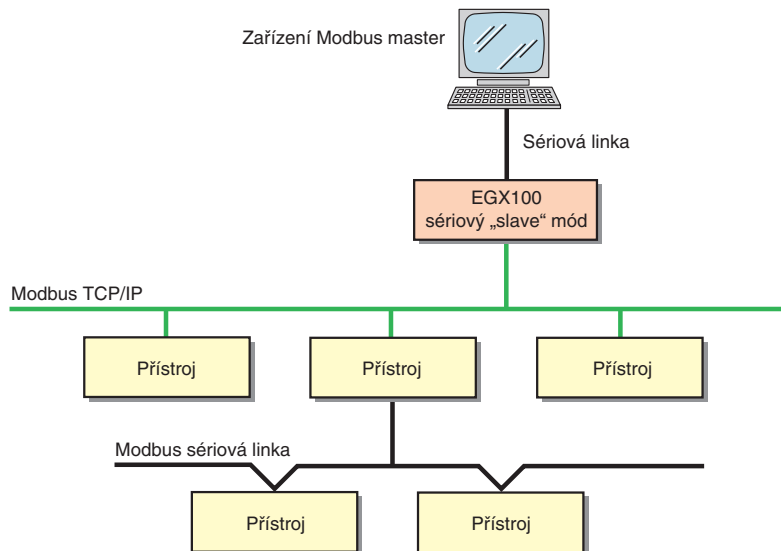 Zařízení Modbus master
Sériová linka
EGX100
sériový „slave“ mód
Modbus TCP/IP
Přístroj
Přístroj
Přístroj
Modbus sériová linka
Přístroj
Přístroj